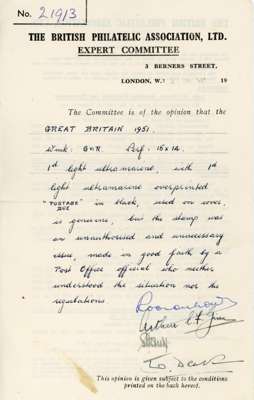 No. 21913
THE BRITISH PHILATELIC ASSOCIATION, LTD.
EXPERT COMMITTEE
3 BERNERS STREET,
LONDON, W.1 19
The Committee is of the opinion that the
GREAT BRITAIN 1951.
Wmk: GviR. Perf: 15x14.
1d light ultramarine, with 1d
light ultramarine overprinted
"POSTAGE DUE" in black, used on cover,
is genuine, but the stamp was
an unauthorised and unnecessary
issue, made in good faith by a
Post Office official who neither
understood the situation nor the
regulations.
This opinion is given subject to the conditions
printed on the back hereof.